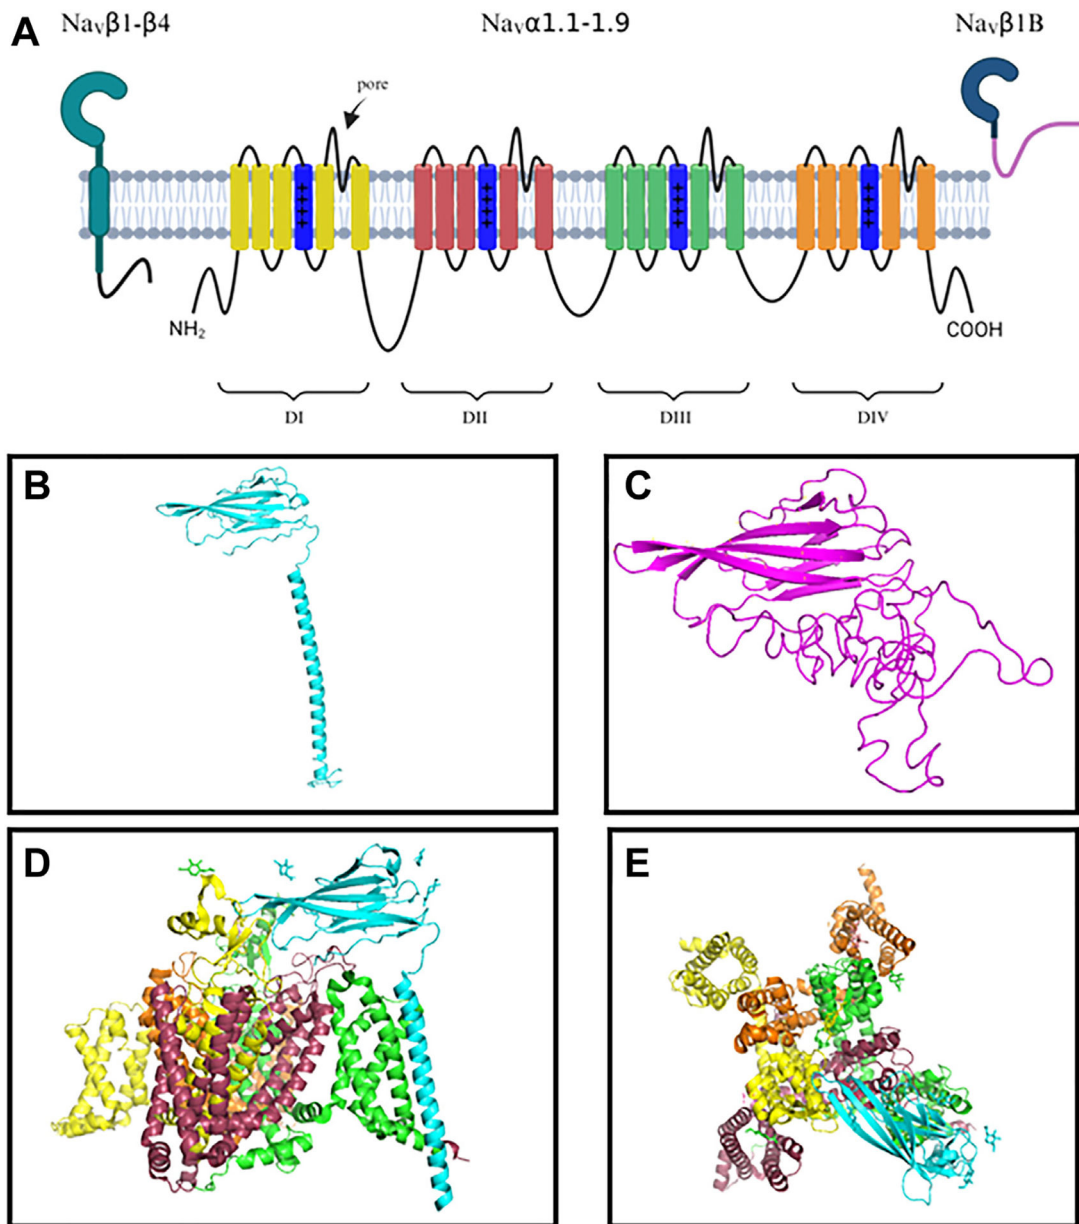 A
Naᵥβ1-β4
Naᵥα1.1-1.9
Naᵥβ1B
pore
++++
++++
++++
++++
NH₂
COOH
DI
DII
DIII
DIV
B
C
D
E